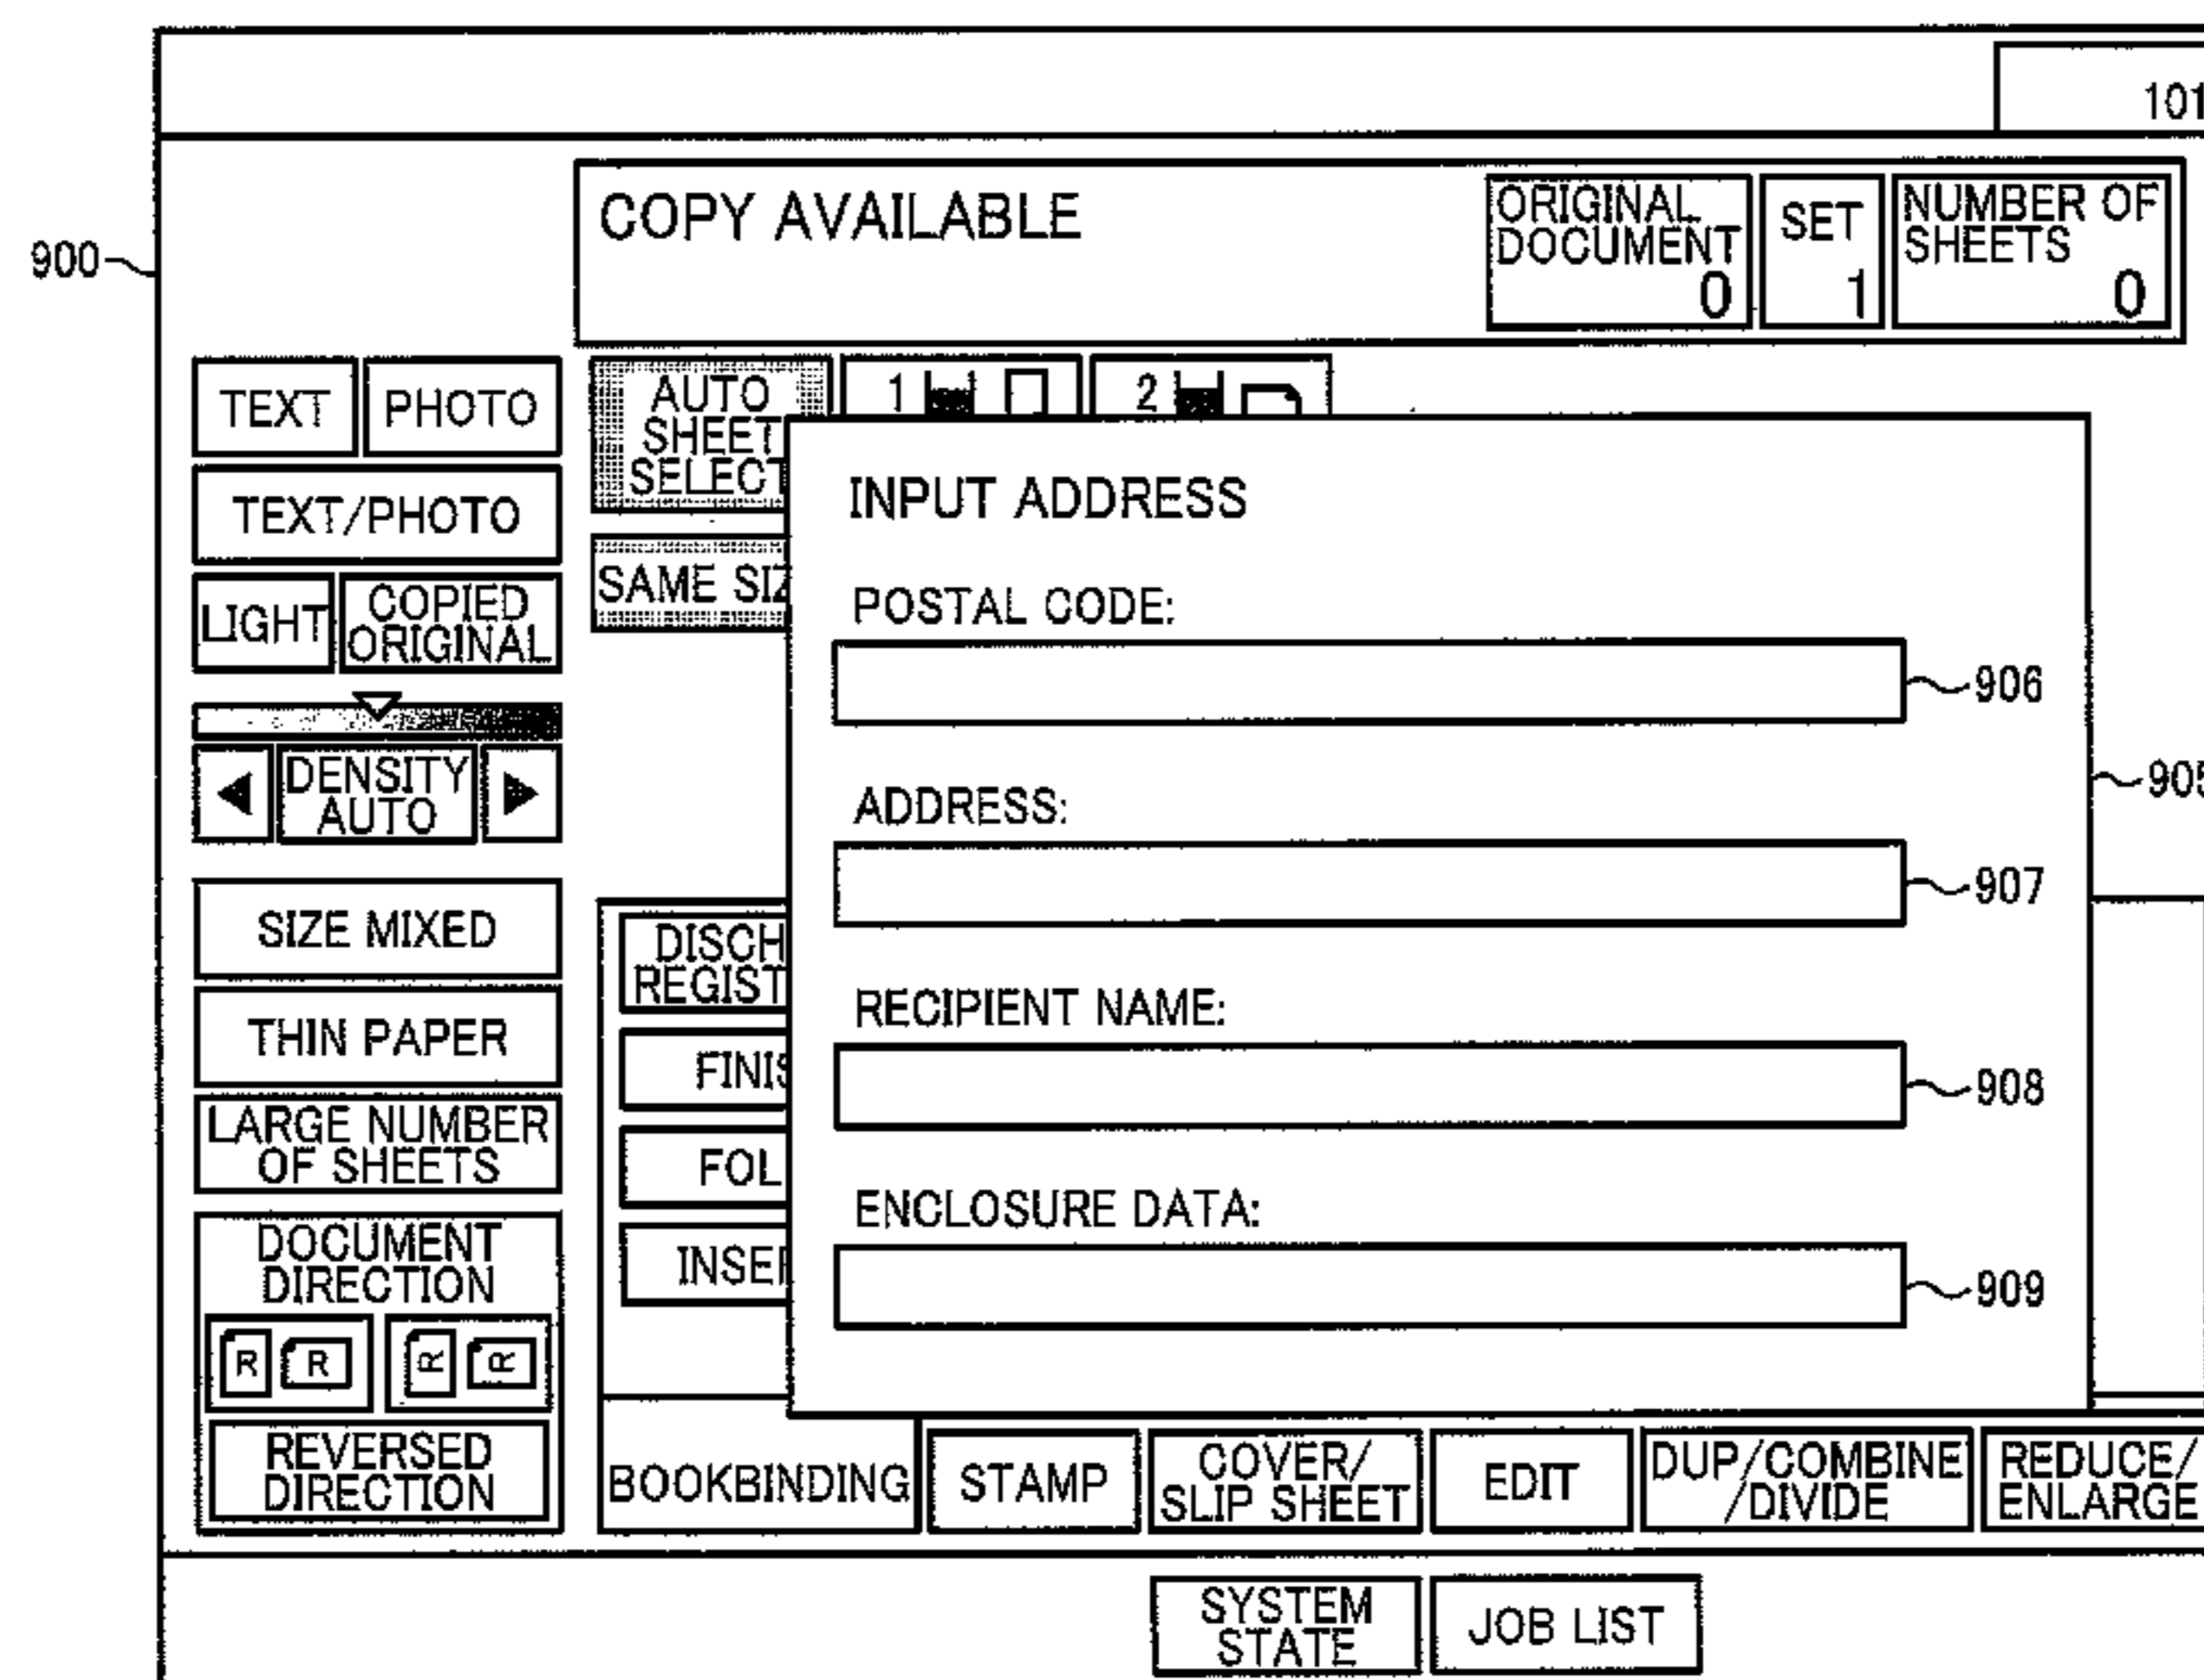 101
COPY AVAILABLE
ORIGINAL
DOCUMENT
0
SET
1
NUMBER OF
SHEETS
0
900
TEXT
PHOTO
AUTO
SHEET
SELECT
1
2
TEXT/PHOTO
SAME SIZ
LIGHT
COPIED
ORIGINAL
DENSITY
AUTO
SIZE MIXED
THIN PAPER
LARGE NUMBER
OF SHEETS
DOCUMENT
DIRECTION
R
R
R
R
REVERSED
DIRECTION
DISCH
REGIST
FINIS
FOL
INSER
INPUT ADDRESS
POSTAL CODE:
906
905
ADDRESS:
907
RECIPIENT NAME:
908
ENCLOSURE DATA:
909
BOOKBINDING
STAMP
COVER/
SLIP SHEET
EDIT
DUP/COMBINE
/DIVIDE
REDUCE/
ENLARGE
SYSTEM
STATE
JOB LIST